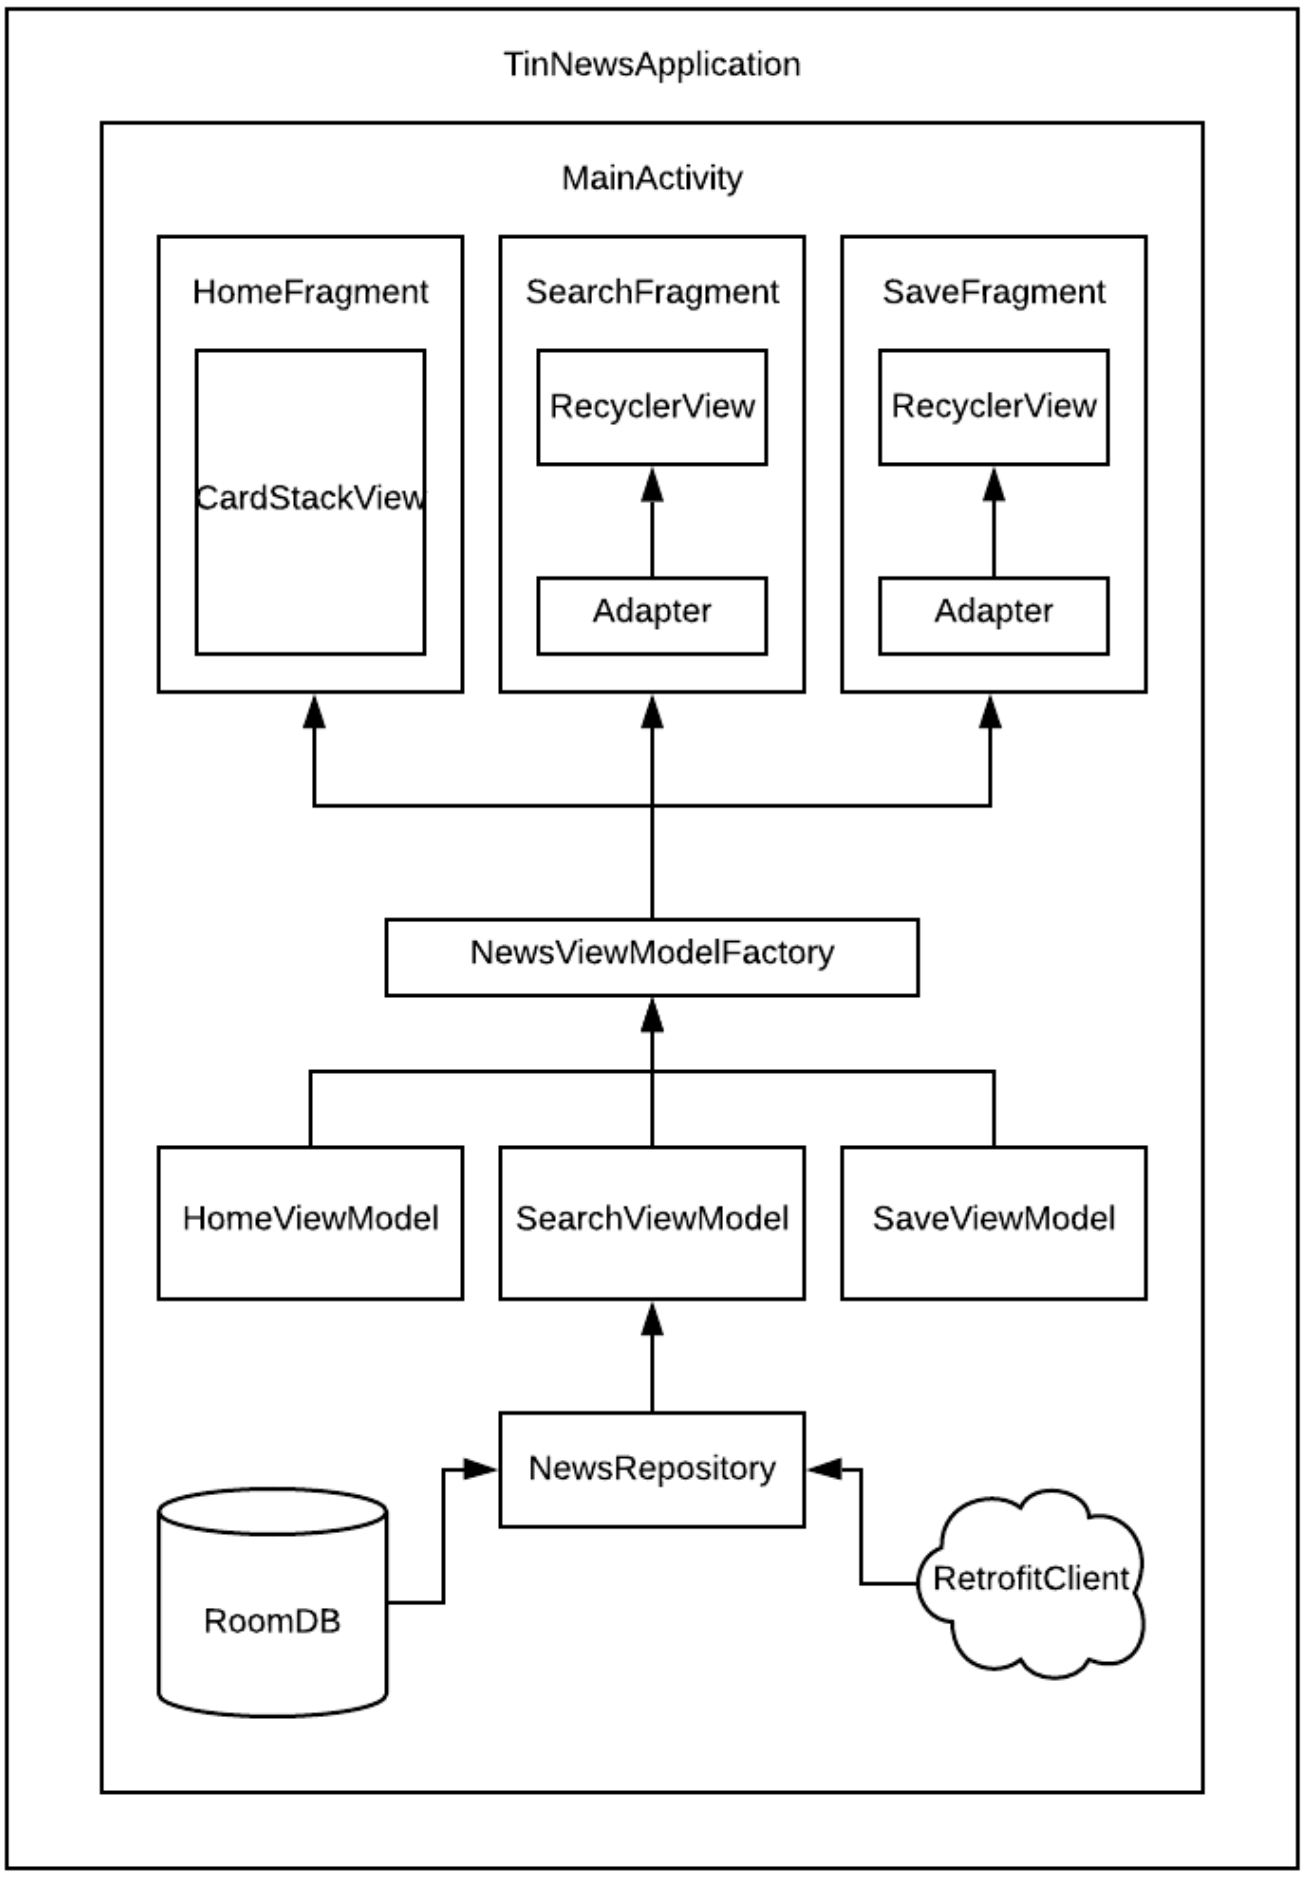 TinNewsApplication
MainActivity
HomeFragment
SearchFragment
SaveFragment
CardStackView
RecyclerView
RecyclerView
Adapter
Adapter
NewsViewModelFactory
HomeViewModel
SearchViewModel
SaveViewModel
NewsRepository
RoomDB
RetrofitClient